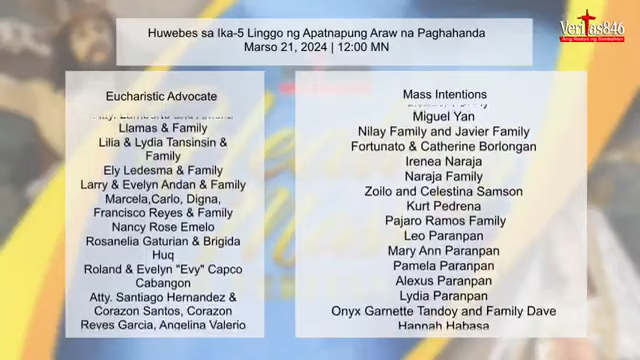 Huwebes sa Ika-5 Linggo ng Apatnapung Araw na Paghahanda
Marso 21, 2024 | 12:00 MN
Veritas846
Ang Radyo ng Simbahan
Eucharistic Advocate
Llamas & Family
Lilia & Lydia Tansinsin &
Family
Ely Ledesma & Family
Larry & Evelyn Andan & Family
Marcela,Carlo, Digna,
Francisco Reyes & Family
Nancy Rose Emelo
Rosanelia Gaturian & Brigida
Huq
Roland & Evelyn "Evy" Capco
Cabangon
Atty. Santiago Hernandez &
Corazon Santos, Corazon
Reyes Garcia, Angelina Valerio
Mass Intentions
Miguel Yan
Nilay Family and Javier Family
Fortunato & Catherine Borlongan
Irenea Naraja
Naraja Family
Zoilo and Celestina Samson
Kurt Pedrena
Pajaro Ramos Family
Leo Paranpan
Mary Ann Paranpan
Pamela Paranpan
Alexus Paranpan
Lydia Paranpan
Onyx Garnette Tandoy and Family Dave
Hannah Habasa